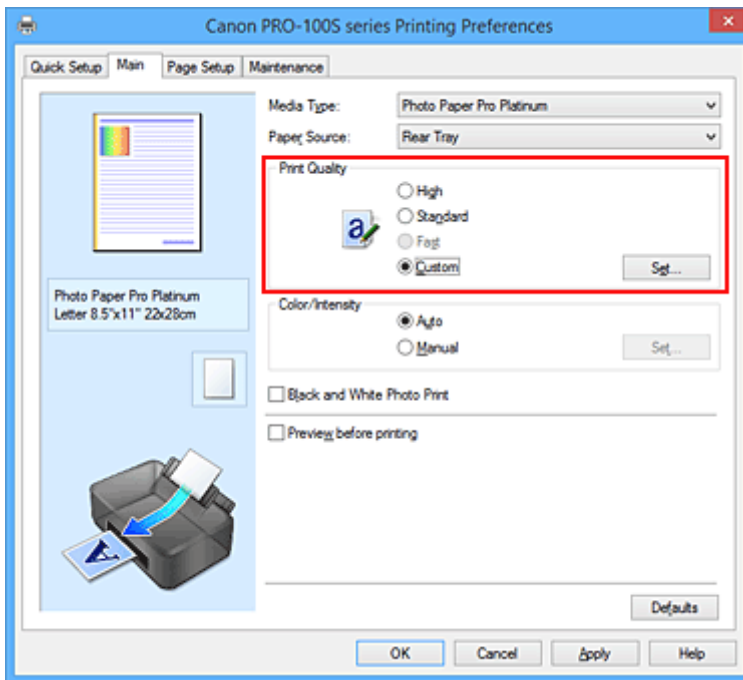 Canon PRO-100S series Printing Preferences
Quick Setup Main Page Setup Maintenance
Media Type: Photo Paper Pro Platinum
Paper Source: Rear Tray
Print Quality
High
Standard
a
Fast
Custom Set...
Photo Paper Pro Platinum
Letter 8.5"x11" 22x28cm
Color/Intensity
Auto
Manual Set...
Black and White Photo Print
Preview before printing
A
Defaults
OK Cancel Apply Help